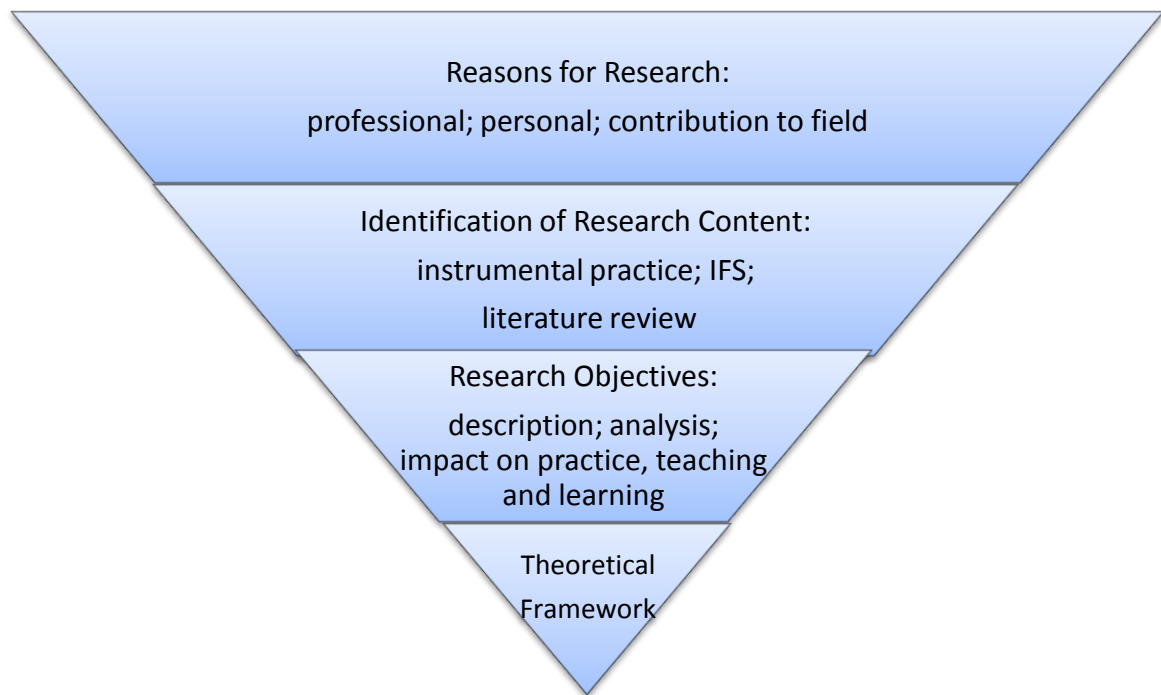 Reasons for Research:
professional; personal; contribution to field
Identification of Research Content:
instrumental practice; IFS;
literature review
Research Objectives:
description; analysis;
impact on practice, teaching
and learning
Theoretical
Framework